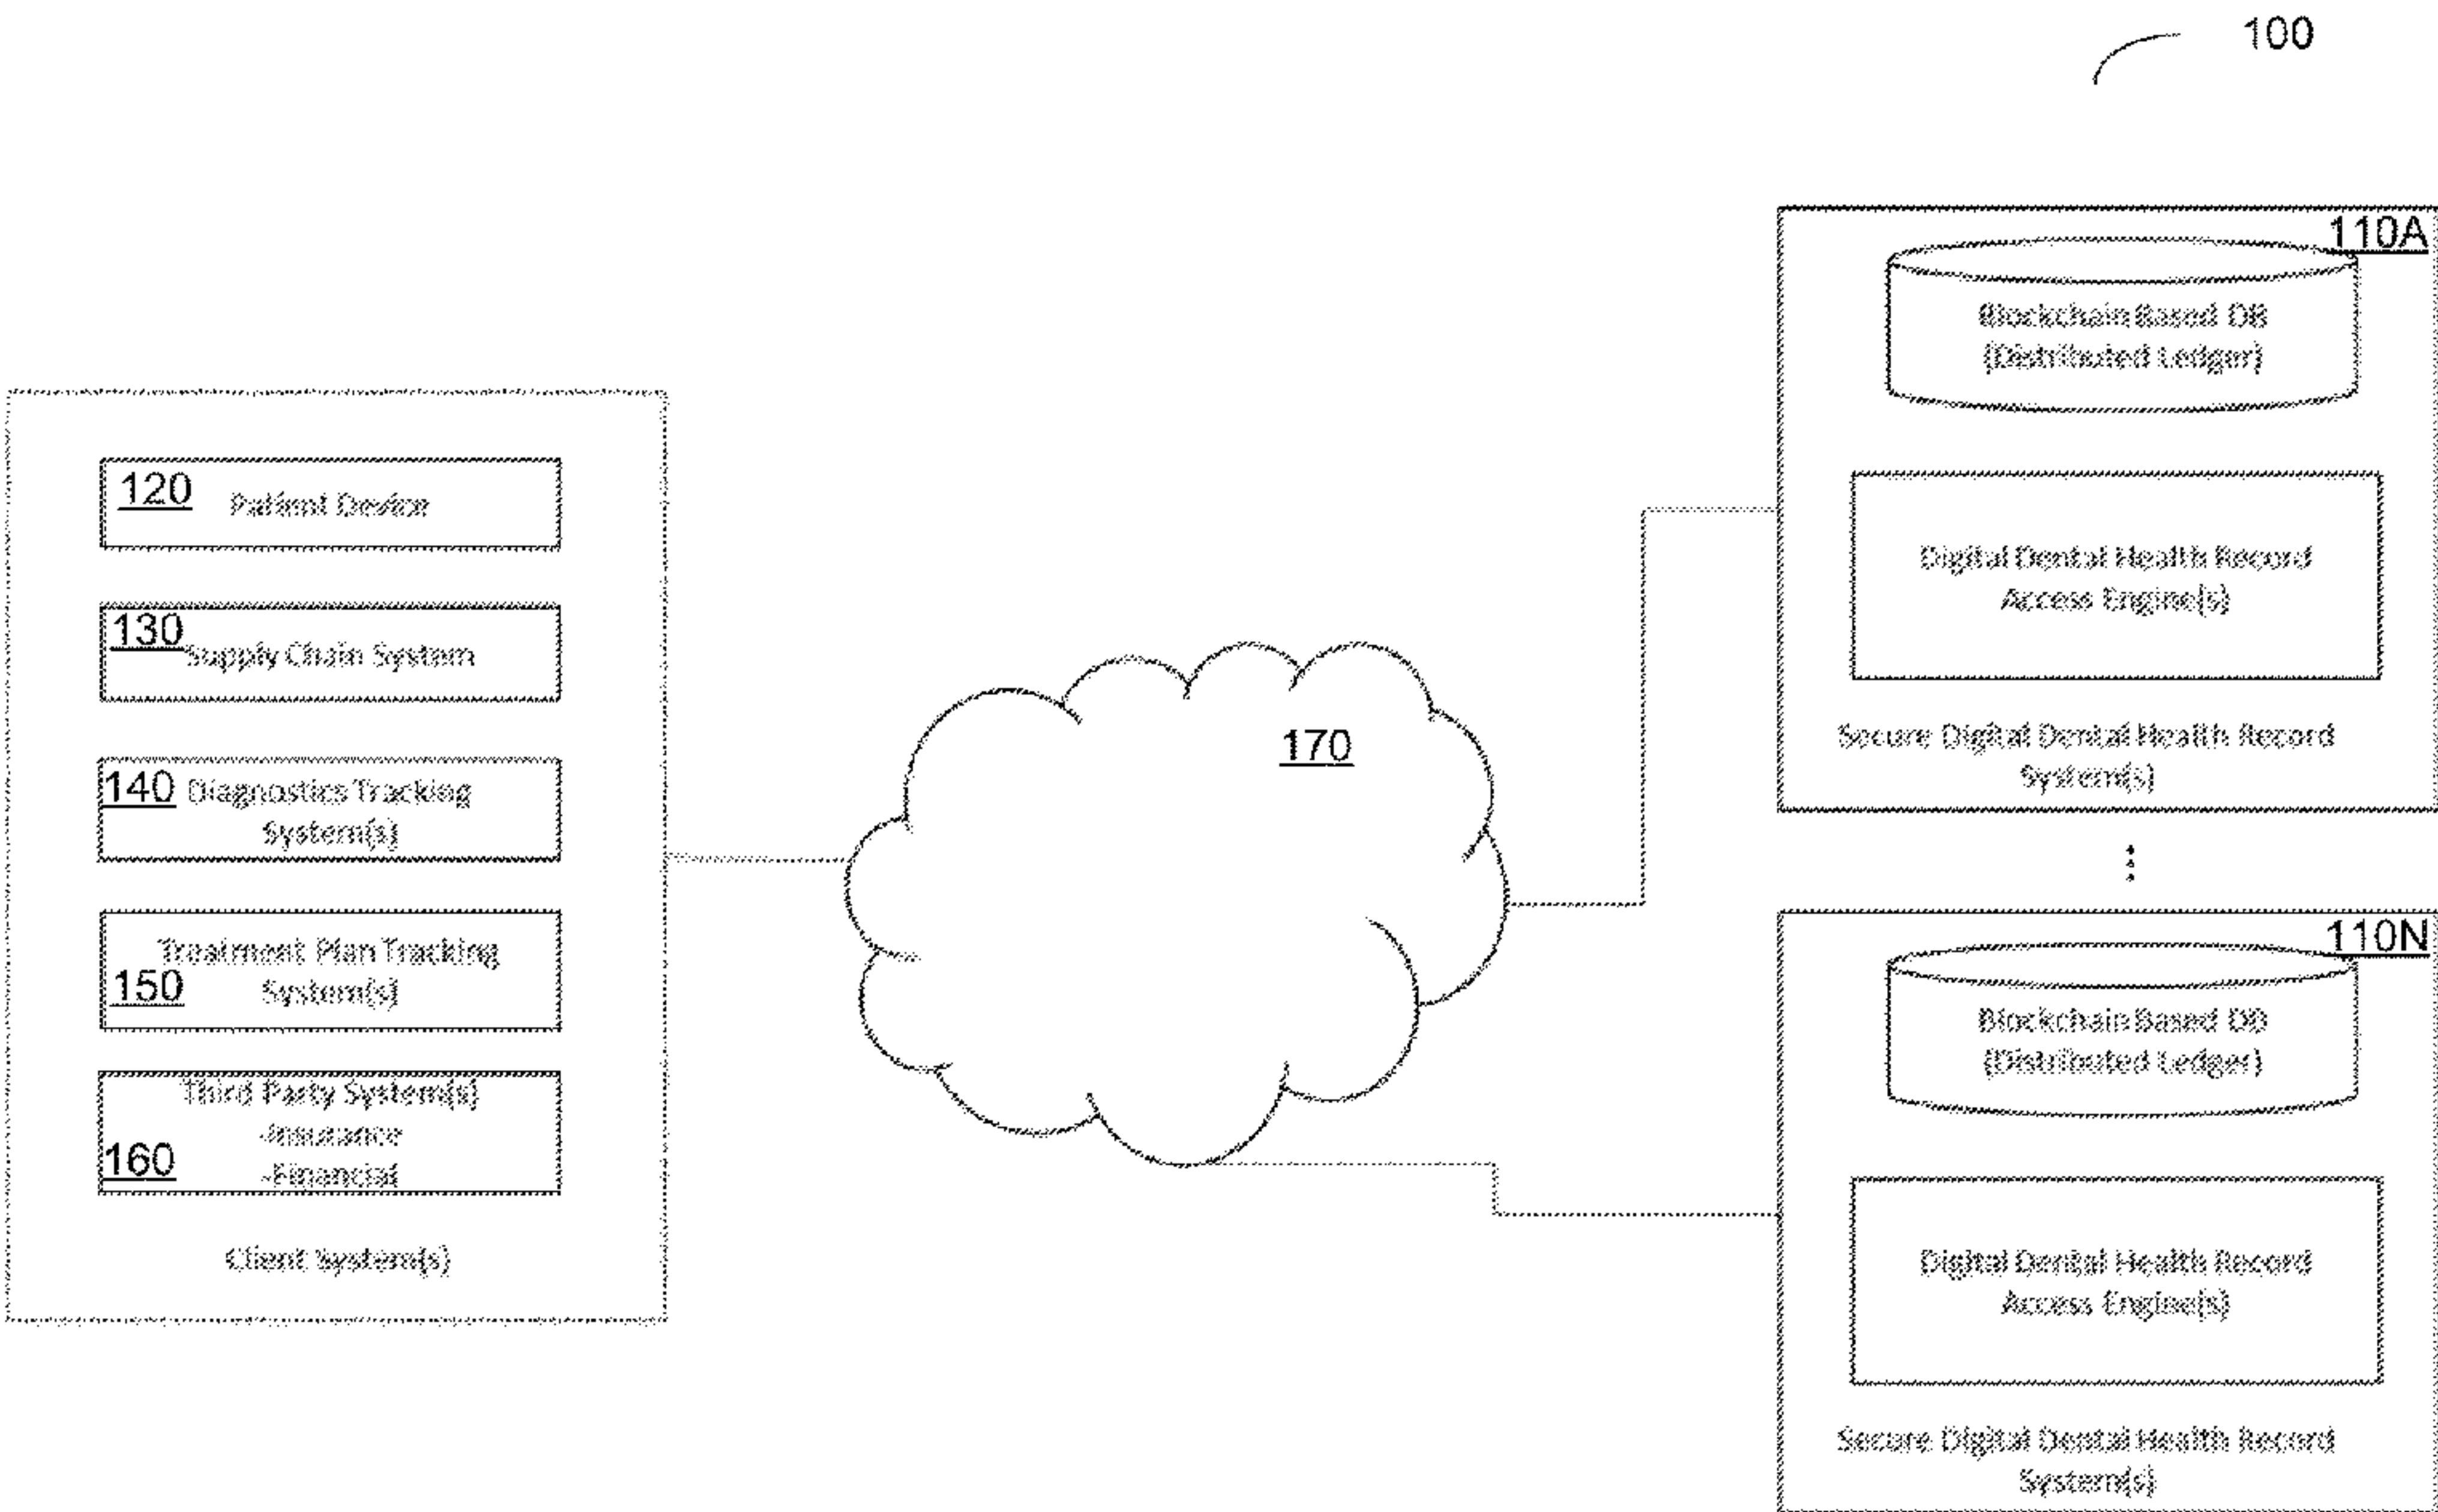 100
120
Patient Device
130
Supply Chain System
140 Diagnostics Tracking
System(s)
Treatment Plan Tracking
150 System(s)
Third Party System(s)
-Insurance
160 -Financial
Client System(s)
170
110A
Blockchain Based DB
(Distributed Ledger)
Digital Dental Health Record
Access Engine(s)
Secure Digital Dental Health Record
System(s)
110N
Blockchain Based DB
(Distributed Ledger)
Digital Dental Health Record
Access Engine(s)
Secure Digital Dental Health Record
System(s)